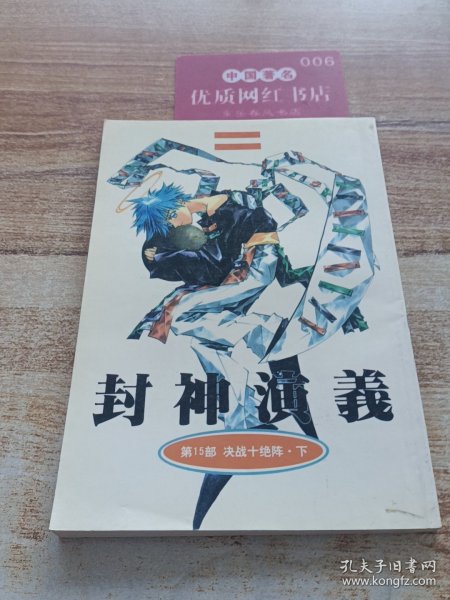 006
中国著名
优质网红书店
封神演義
第15部 决战十绝阵·下
孔夫子旧书网
www.kongfz.com